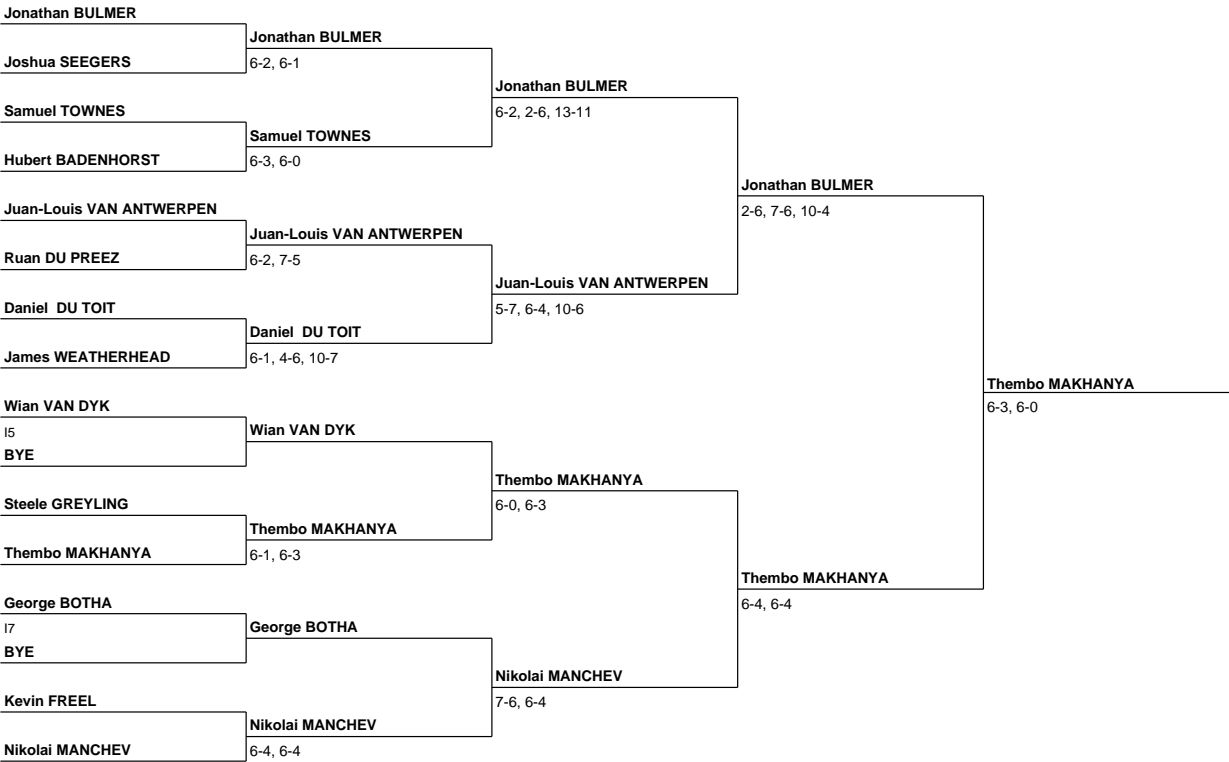 Jonathan BULMER
Jonathan BULMER
Joshua SEEGERS
6-2, 6-1
Jonathan BULMER
Samuel TOWNES
6-2, 2-6, 13-11
Samuel TOWNES
Hubert BADENHORST
6-3, 6-0
Jonathan BULMER
Juan-Louis VAN ANTWERPEN
2-6, 7-6, 10-4
Juan-Louis VAN ANTWERPEN
Ruan DU PREEZ
6-2, 7-5
Juan-Louis VAN ANTWERPEN
Daniel  DU TOIT
5-7, 6-4, 10-6
Daniel  DU TOIT
James WEATHERHEAD
6-1, 4-6, 10-7
Thembo MAKHANYA
Wian VAN DYK
6-3, 6-0
I5
Wian VAN DYK
BYE
Thembo MAKHANYA
Steele GREYLING
6-0, 6-3
Thembo MAKHANYA
Thembo MAKHANYA
6-1, 6-3
Thembo MAKHANYA
George BOTHA
6-4, 6-4
I7
George BOTHA
BYE
Nikolai MANCHEV
Kevin FREEL
7-6, 6-4
Nikolai MANCHEV
Nikolai MANCHEV
6-4, 6-4